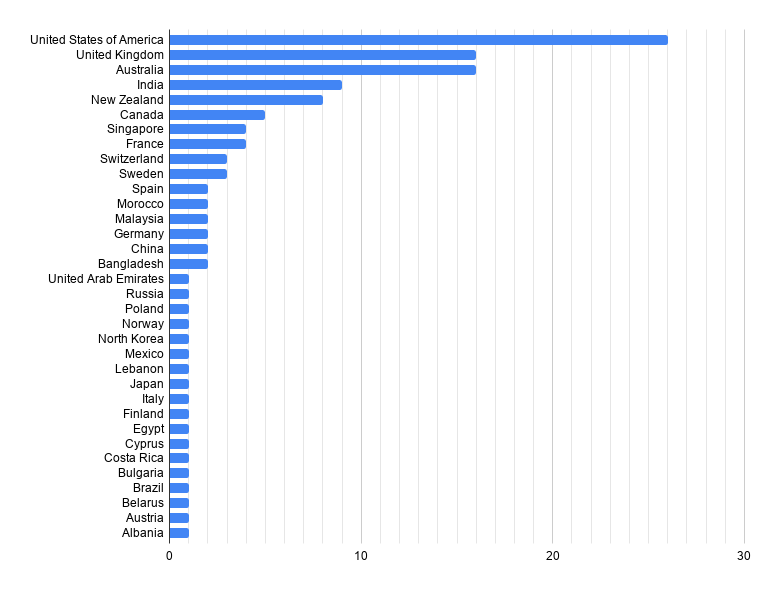 United States of America
United Kingdom
Australia
India
New Zealand
Canada
Singapore
France
Switzerland
Sweden
Spain
Morocco
Malaysia
Germany
China
Bangladesh
United Arab Emirates
Russia
Poland
Norway
North Korea
Mexico
Lebanon
Japan
Italy
Finland
Egypt
Cyprus
Costa Rica
Bulgaria
Brazil
Belarus
Austria
Albania
0 10 20 30